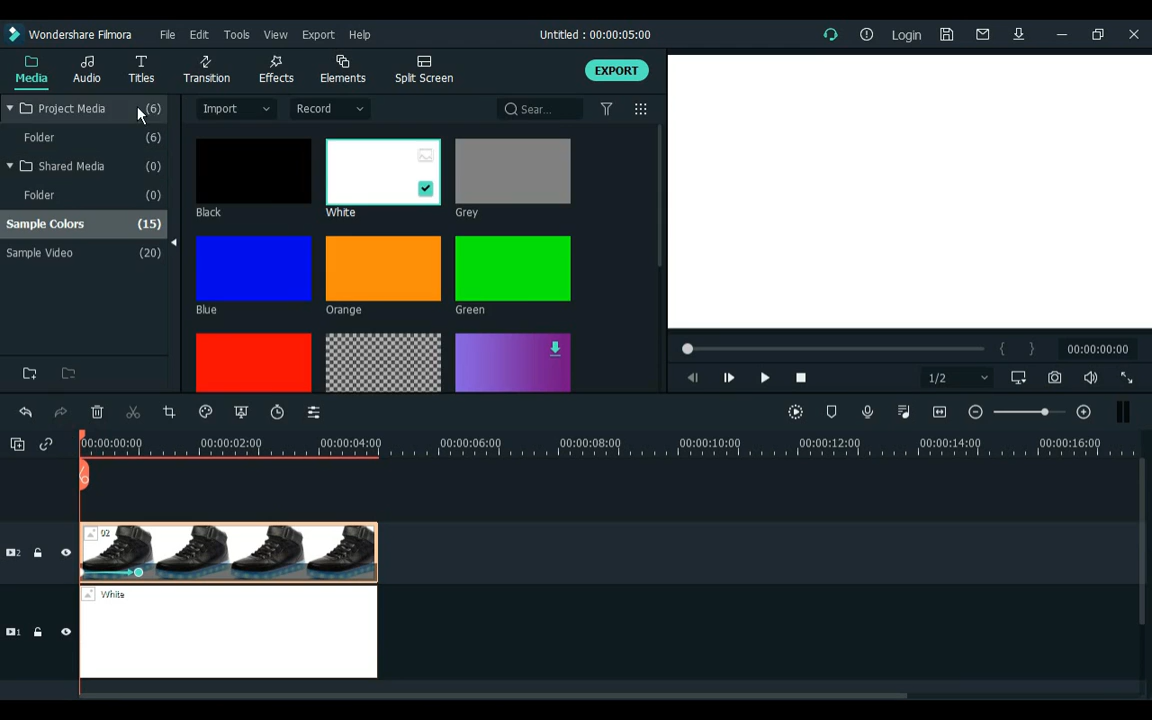 Wondershare Filmora File Edit Tools View Export Help Untitled : 00:00:05:00 Login
Media Audio Titles Transition Effects Elements Split Screen EXPORT
Project Media (6)
Folder (6)
Shared Media (0)
Folder (0)
Sample Colors (15)
Sample Video (20)
Import Record Sear...
Black White Grey
Blue Orange Green
00:00:00:00
1/2
00:00:00:00 00:00:02:00 00:00:04:00 00:00:06:00 00:00:08:00 00:00:10:00 00:00:12:00 00:00:14:00 00:00:16:00
2 02
1 White